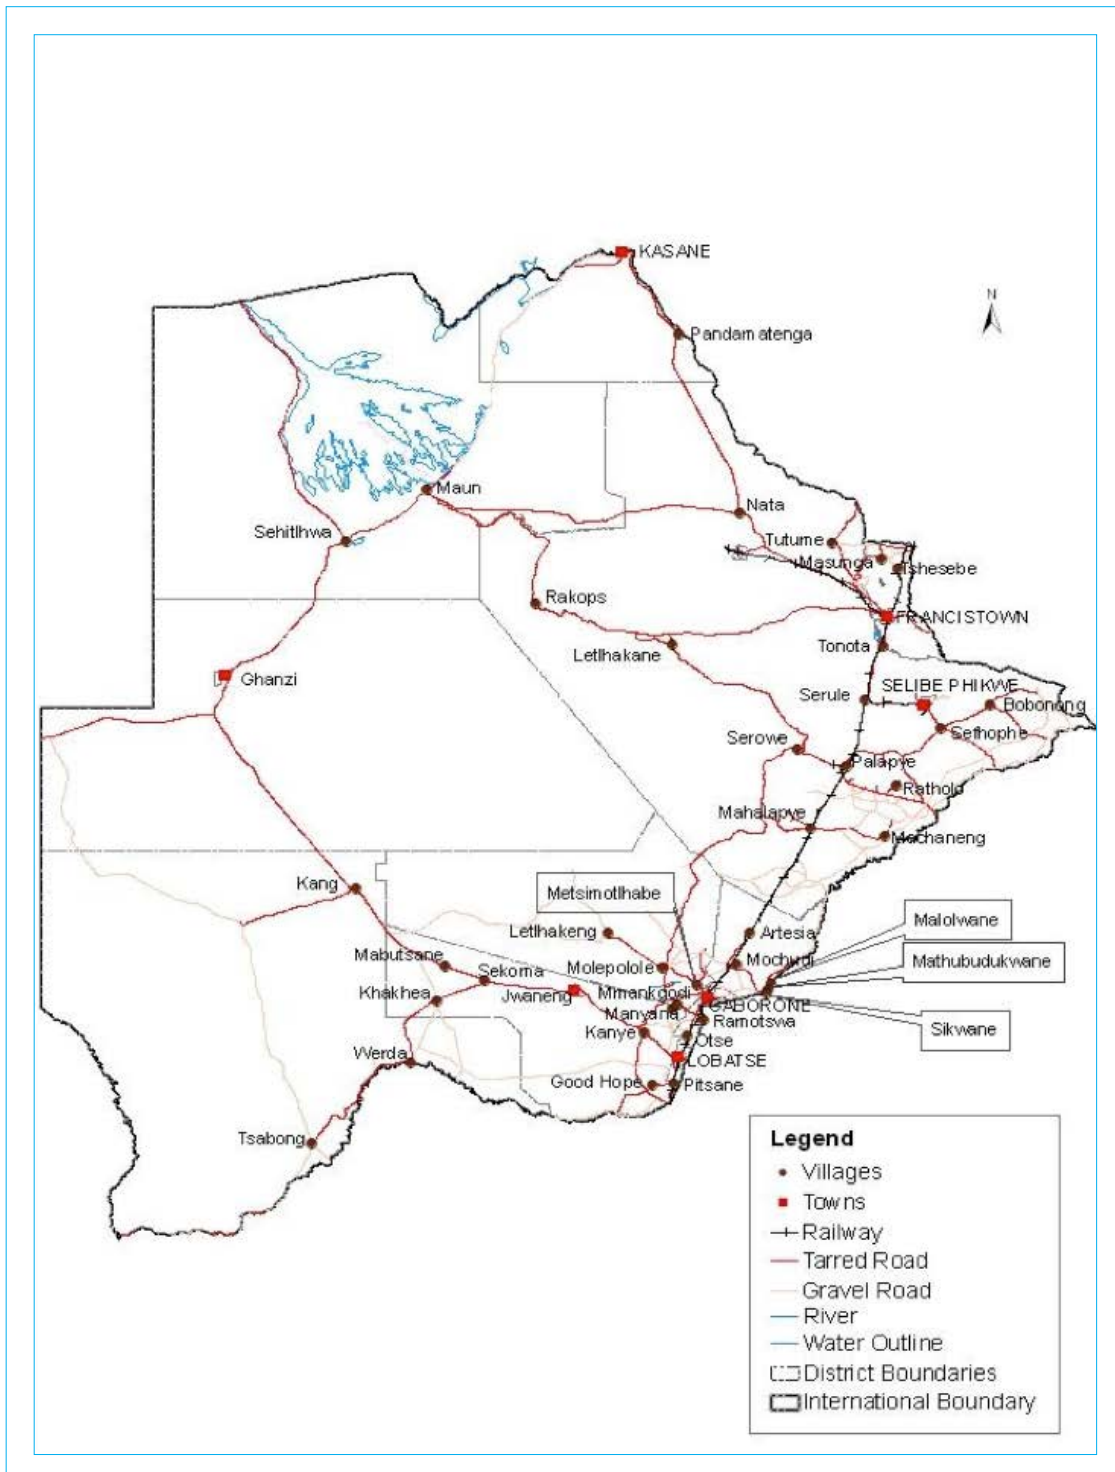 KASANE
N
Pandamatenga
Maun
Nata
Sehitlhwa
Tutume
Masunga
Tshesebe
Rakops
FRANCISTOWN
Letlhakane
Tonota
Ghanzi
SELIBE PHIKWE
Serule
Bobonong
Sefhophe
Serowe
Palapye
Ratholo
Mahalapye
Machaneng
Kang
Metsimotlhabe
Malolwane
Letlhakeng
Artesia
Mabutsane
Molepolole
Mochudi
Mathubudukwane
Sekoma
Jwaneng
Mmankgodi
Khakhea
GABORONE
Manyana
Ramotswa
Sikwane
Kanye
Otse
Werda
LOBATSE
Good Hope
Pitsane
Tsabong
Legend
Villages
Towns
Railway
Tarred Road
Gravel Road
River
Water Outline
District Boundaries
International Boundary